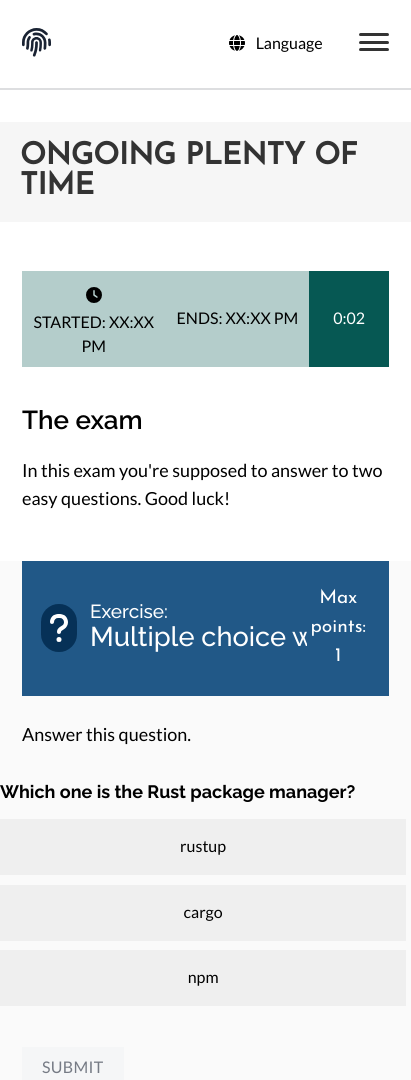 Language
ONGOING PLENTY OF
TIME
STARTED: XX:XX
PM
ENDS: XX:XX PM
0:02
The exam
In this exam you're supposed to answer to two
easy questions. Good luck!
Exercise:
Multiple choice w
Max
points:
1
Answer this question.
Which one is the Rust package manager?
rustup
cargo
npm
SUBMIT